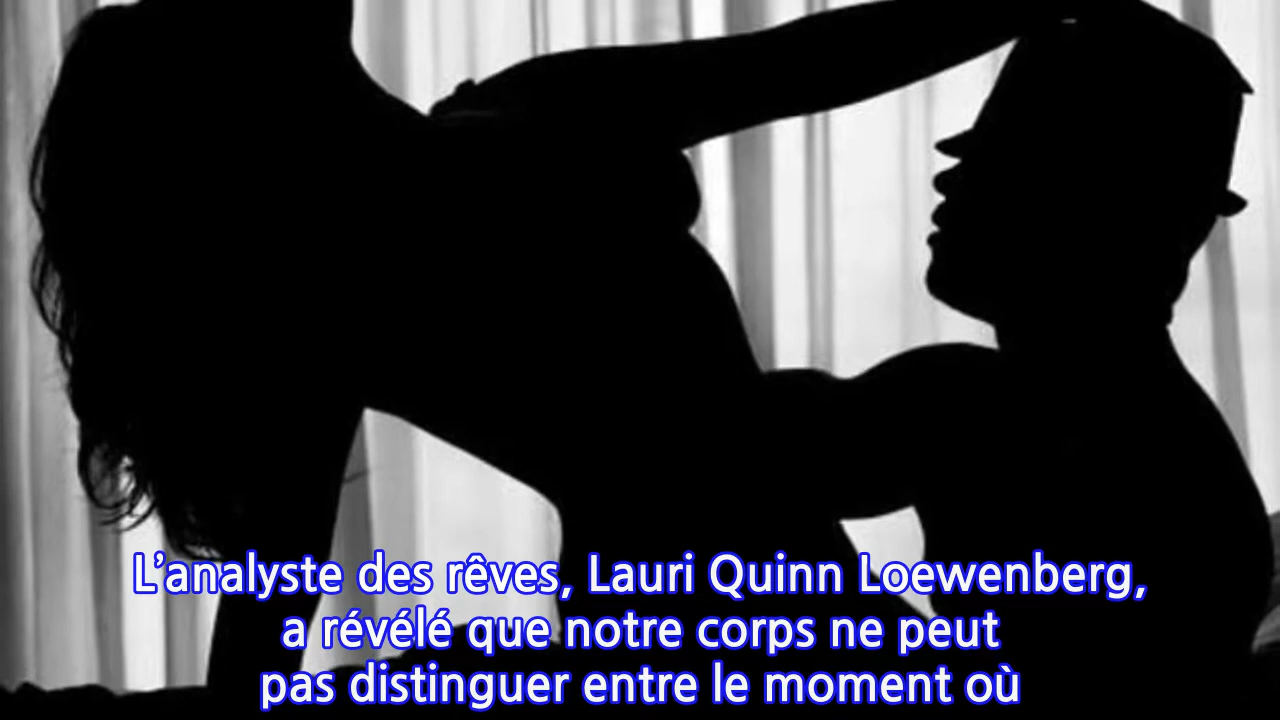 L’analyste des rêves, Lauri Quinn Loewenberg,
a révélé que notre corps ne peut
pas distinguer entre le moment où